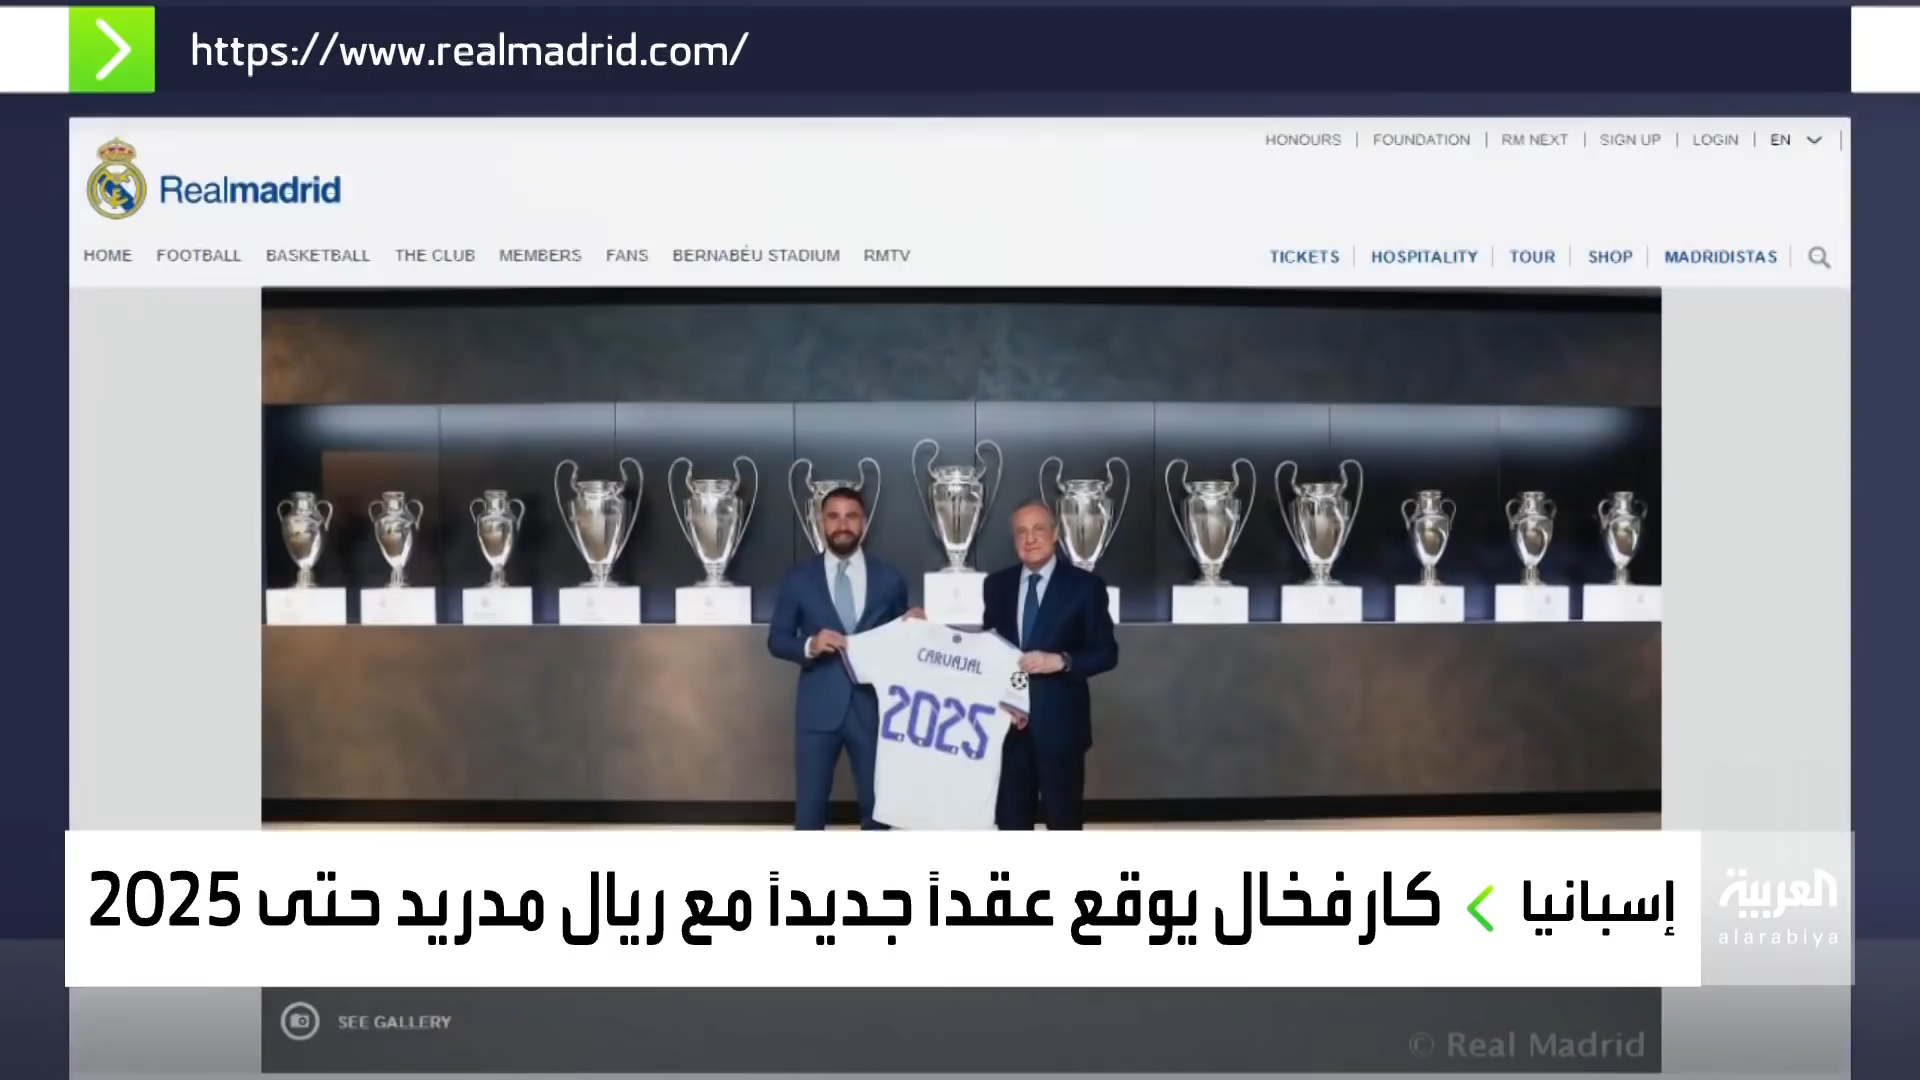 https://www.realmadrid.com/
HONOURS | FOUNDATION | RM NEXT | SIGN UP | LOGIN | EN
Realmadrid
HOME FOOTBALL BASKETBALL THE CLUB MEMBERS FANS BERNABÉU STADIUM RMTV
TICKETS | HOSPITALITY | TOUR | SHOP | MADRIDISTAS
CARVAJAL
2025
إسبانيا > كارفخال يوقع عقداً جديداً مع ريال مدريد حتى 2025
العربية
alarabiya
SEE GALLERY
© Real Madrid